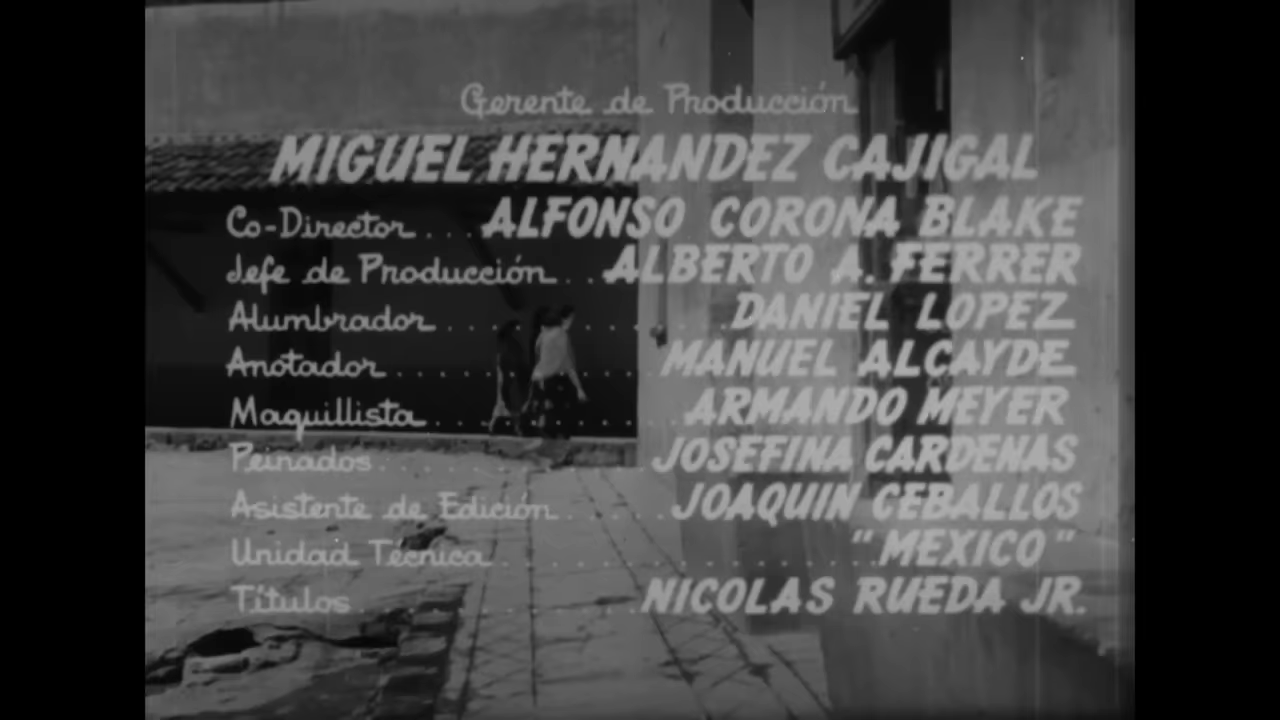 Gerente de Producción
MIGUEL HERNANDEZ CAJIGAL
Co-Director.... ALFONSO CORONA BLAKE
Jefe de Producción... ALBERTO A. FERRER
Alumbrador............. DANIEL LOPEZ
Anotador............ MANUEL ALCAYDE
Maquillista............ ARMANDO MEYER
Peinados............ JOSEFINA CARDENAS
Asistente de Edición..... JOAQUIN CEBALLOS
Unidad Técnica................ "MEXICO"
Títulos............ NICOLAS RUEDA JR.